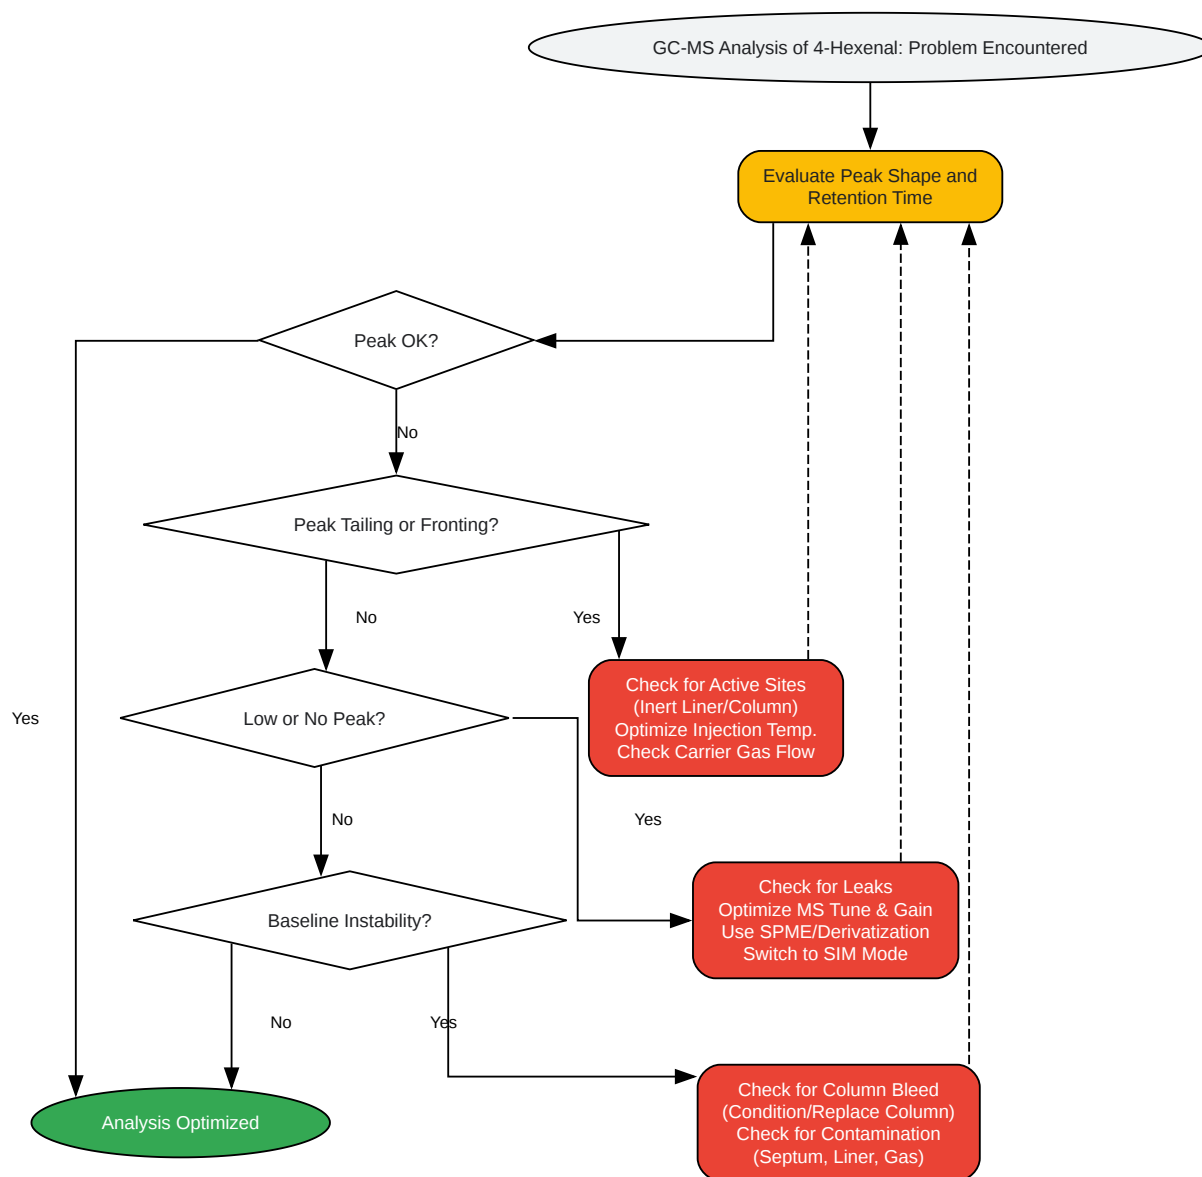 GC-MS Analysis of 4-Hexenal: Problem Encountered
Evaluate Peak Shape and
Retention Time
Peak OK?
No
Peak Tailing or Fronting?
No
Yes
Check for Active Sites
(Inert Liner/Column)
Optimize Injection Temp.
Check Carrier Gas Flow
Yes
Low or No Peak?
No
Yes
Check for Leaks
Optimize MS Tune & Gain
Use SPME/Derivatization
Switch to SIM Mode
Baseline Instability?
No
Yes
Analysis Optimized
Check for Column Bleed
(Condition/Replace Column)
Check for Contamination
(Septum, Liner, Gas)